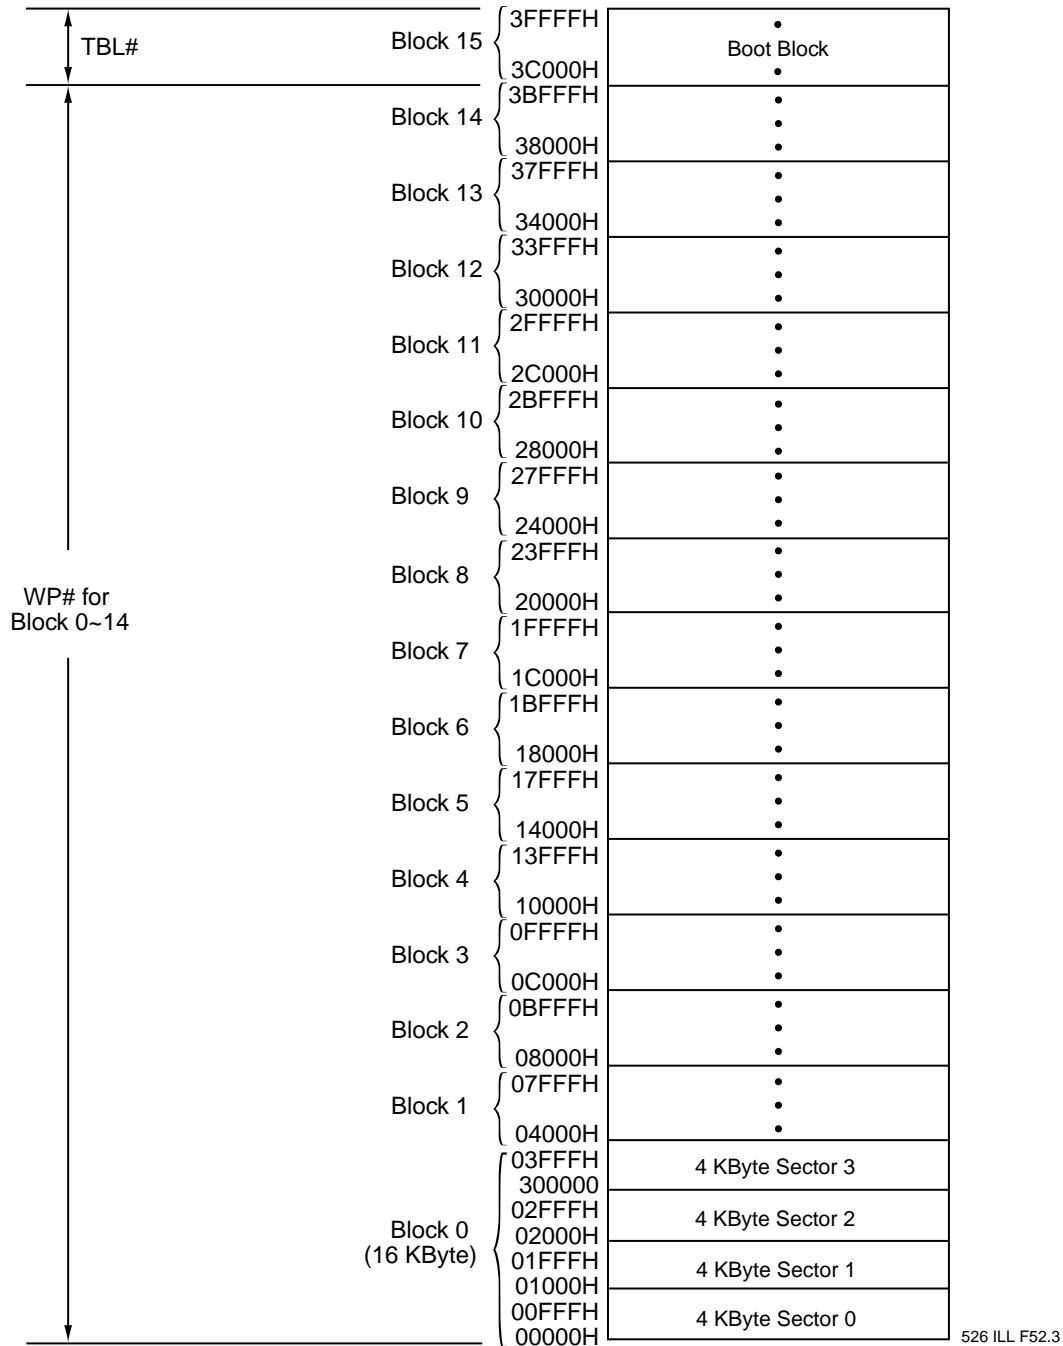 TBL#
Block 15
3FFFFH
3C000H
Boot Block
Block 14
3BFFFH
38000H
Block 13
37FFFH
34000H
Block 12
33FFFH
30000H
Block 11
2FFFFH
2C000H
Block 10
2BFFFH
28000H
Block 9
27FFFH
24000H
Block 8
23FFFH
20000H
WP# for
Block 0~14
Block 7
1FFFFH
1C000H
Block 6
1BFFFH
18000H
Block 5
17FFFH
14000H
Block 4
13FFFH
10000H
Block 3
0FFFFH
0C000H
Block 2
0BFFFH
08000H
Block 1
07FFFH
04000H
Block 0
(16 KByte)
03FFFH
300000
4 KByte Sector 3
02FFFH
02000H
4 KByte Sector 2
01FFFH
01000H
4 KByte Sector 1
00FFFH
00000H
4 KByte Sector 0
526 ILL F52.3